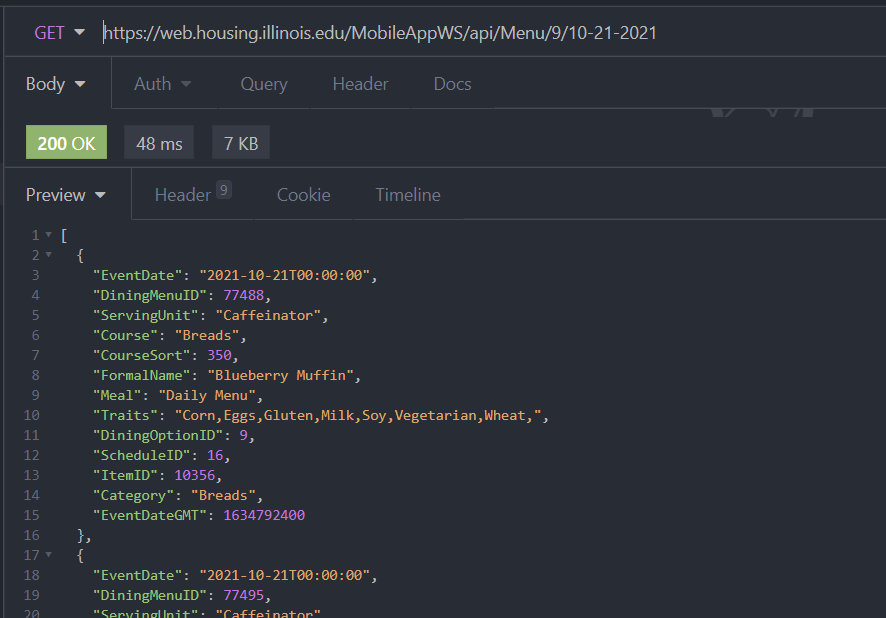 GET https://web.housing.illinois.edu/MobileAppWS/api/Menu/9/10-21-2021
Body Auth Query Header Docs
200 OK 48 ms 7 KB
Preview Header 9 Cookie Timeline
1 [
2 {
3 "EventDate": "2021-10-21T00:00:00",
4 "DiningMenuID": 77488,
5 "ServingUnit": "Caffeinator",
6 "Course": "Breads",
7 "CourseSort": 350,
8 "FormalName": "Blueberry Muffin",
9 "Meal": "Daily Menu",
10 "Traits": "Corn,Eggs,Gluten,Milk,Soy,Vegetarian,Wheat,",
11 "DiningOptionID": 9,
12 "ScheduleID": 16,
13 "ItemID": 10356,
14 "Category": "Breads",
15 "EventDateGMT": 1634792400
16 },
17 {
18 "EventDate": "2021-10-21T00:00:00",
19 "DiningMenuID": 77495,
20 "ServingUnit": "Caffeinator"